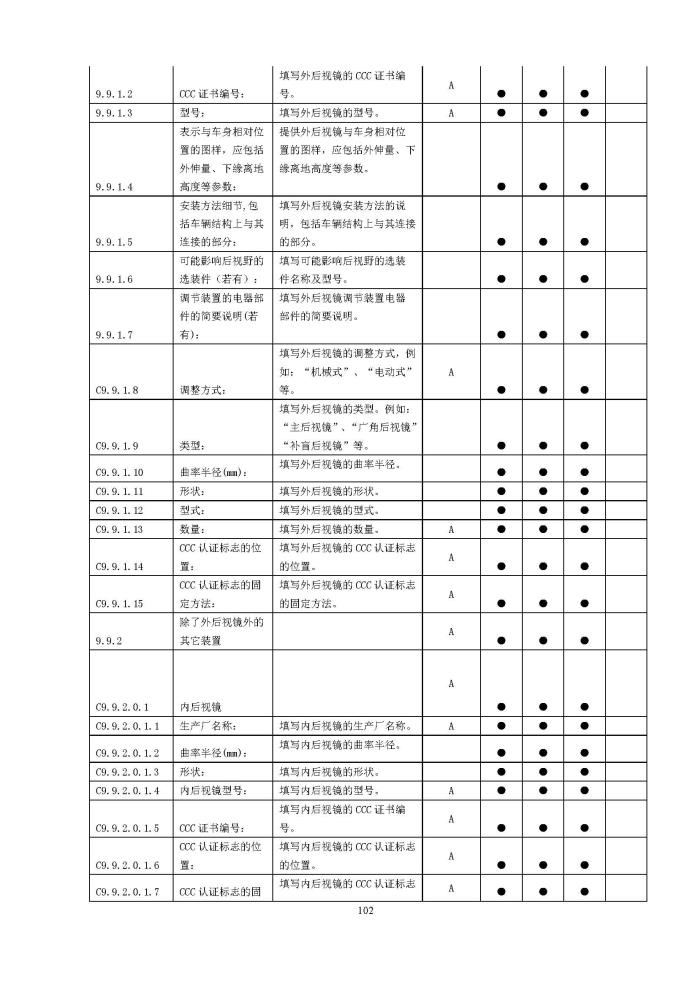 填写外后视镜的 CCC 证书编
9.9.1.2 CCC 证书编号： 号。 A ● ● ●
9.9.1.3 型号： 填写外后视镜的型号。 A ● ● ●
表示与车身相对位 提供外后视镜与车身相对位
置的图样，应包括 置的图样，应包括外伸量、下
外伸量、下缘离地 缘离地高度等参数。
9.9.1.4 高度等参数： ● ● ●
安装方法细节,包 填写外后视镜安装方法的说
括车辆结构上与其 明，包括车辆结构上与其连接
9.9.1.5 连接的部分： 的部分。 ● ● ●
可能影响后视野的 填写可能影响后视野的选装
9.9.1.6 选装件（若有）： 件名称及型号。 ● ● ●
调节装置的电器部 填写外后视镜调节装置电器
件的简要说明(若 部件的简要说明。
9.9.1.7 有)： ● ● ●
填写外后视镜的调整方式，例
如：“机械式”、“电动式” A
C9.9.1.8 调整方式： 等。 ● ● ●
填写外后视镜的类型。例如：
“主后视镜”、“广角后视镜”
C9.9.1.9 类型： “补盲后视镜”等。 ● ● ●
C9.9.1.10 曲率半径(mm)： 填写外后视镜的曲率半径。 ● ● ●
C9.9.1.11 形状： 填写外后视镜的形状。 ● ● ●
C9.9.1.12 型式： 填写外后视镜的型式。 ● ● ●
C9.9.1.13 数量： 填写外后视镜的数量。 A ● ● ●
CCC 认证标志的位 填写外后视镜的 CCC 认证标志
C9.9.1.14 置： 的位置。 A ● ● ●
CCC 认证标志的固 填写外后视镜的 CCC 认证标志
C9.9.1.15 定方法： 的固定方法。 A ● ● ●
除了外后视镜外的
9.9.2 其它装置 A ● ● ●
A
C9.9.2.0.1 内后视镜 ● ● ●
C9.9.2.0.1.1 生产厂名称： 填写内后视镜的生产厂名称。 A ● ● ●
C9.9.2.0.1.2 曲率半径(mm)： 填写内后视镜的曲率半径。 ● ● ●
C9.9.2.0.1.3 形状： 填写内后视镜的形状。 ● ● ●
C9.9.2.0.1.4 内后视镜型号： 填写内后视镜的型号。 A ● ● ●
填写内后视镜的 CCC 证书编
C9.9.2.0.1.5 CCC 证书编号： 号。 A ● ● ●
CCC 认证标志的位 填写内后视镜的 CCC 认证标志
C9.9.2.0.1.6 置： 的位置。 A ● ● ●
C9.9.2.0.1.7 CCC 认证标志的固 填写内后视镜的 CCC 认证标志 A ● ● ●
102